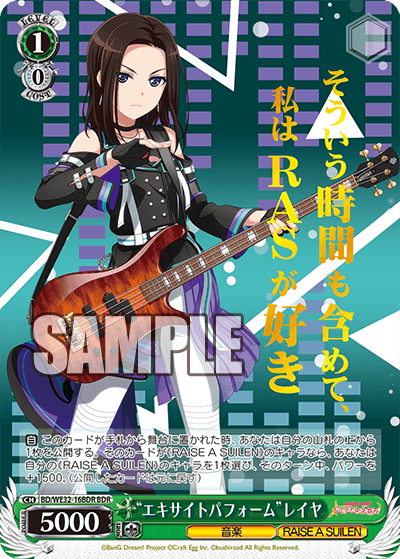 LEVEL
1
0
COST
そういう時間も含めて、
私はRASが好き
SAMPLE
自 このカードが手札から舞台に置かれた時、あなたは自分の山札の上から
1枚を公開する。そのカードが《RAISE A SUILEN》のキャラなら、あなたは
自分の《RAISE A SUILEN》のキャラを1枚選び、そのターン中、パワーを
+1500。(公開したカードは元に戻す)
CH BD/WE32-16BDR BDR
5000
"エキサイトパフォーム"レイヤ
音楽
RAISE A SUILEN
©BanG Dream! Project ©Craft Egg Inc. ©bushiroad All Rights Reserved.